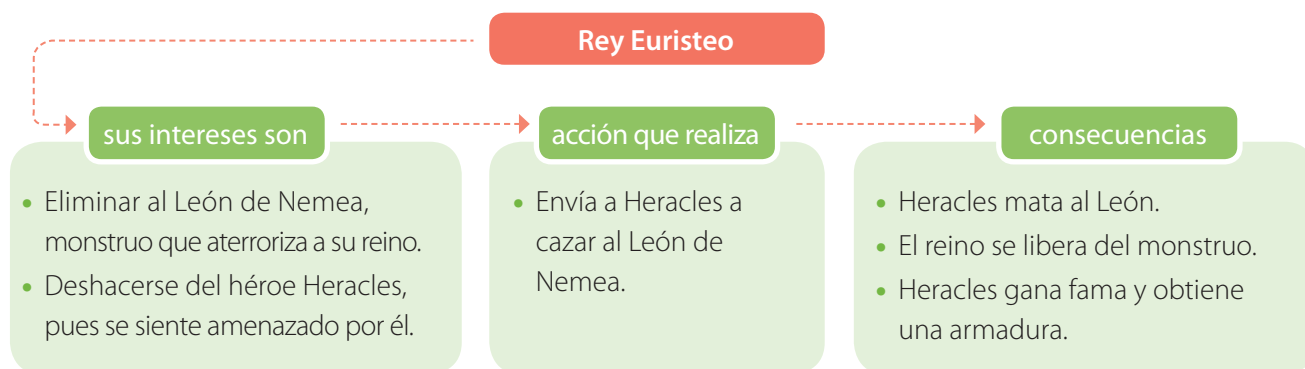 Rey Euristeo
sus intereses son
• Eliminar al León de Nemea,
monstruo que aterroriza a su reino.
• Deshacerse del héroe Heracles,
pues se siente amenazado por él.
acción que realiza
• Envía a Heracles a
cazar al León de
Nemea.
consecuencias
• Heracles mata al León.
• El reino se libera del monstruo.
• Heracles gana fama y obtiene
una armadura.